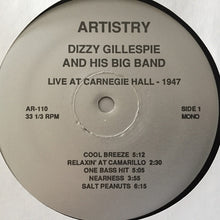 ARTISTRY
DIZZY GILLESPIE
AND HIS BIG BAND
LIVE AT CARNEGIE HALL - 1947
AR-110
33 1/3 RPM
SIDE 1
MONO
COOL BREEZE 5:12
RELAXIN' AT CAMARILLO 2:30
ONE BASS HIT 5:05
NEARNESS 3:55
SALT PEANUTS 6:15